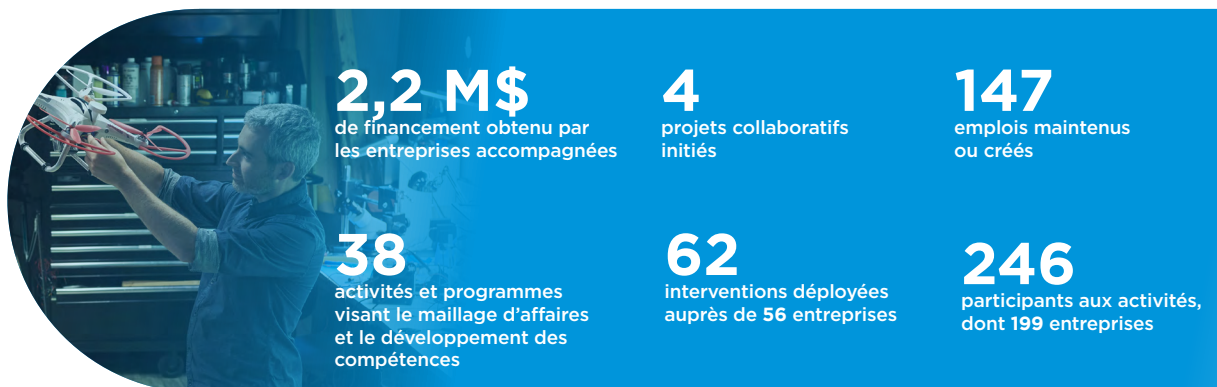 2,2 M$
de financement obtenu par
les entreprises accompagnées
4
projets collaboratifs
initiés
147
emplois maintenus
ou créés
38
activités et programmes
visant le maillage d’affaires
et le développement des
compétences
62
interventions déployées
auprès de 56 entreprises
246
participants aux activités,
dont 199 entreprises